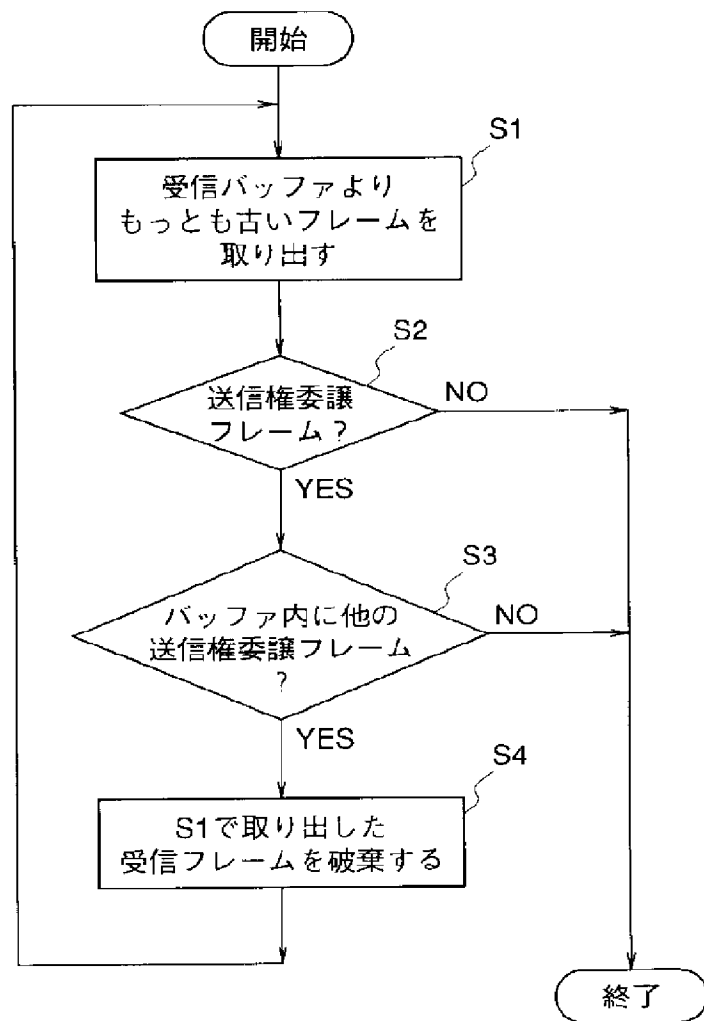 開始
S1
受信バッファより
もっとも古いフレームを
取り出す
S2
送信権委譲
フレーム？
NO
YES
S3
バッファ内に他の
送信権委譲フレーム
？
NO
YES
S4
S1で取り出した
受信フレームを破棄する
終了